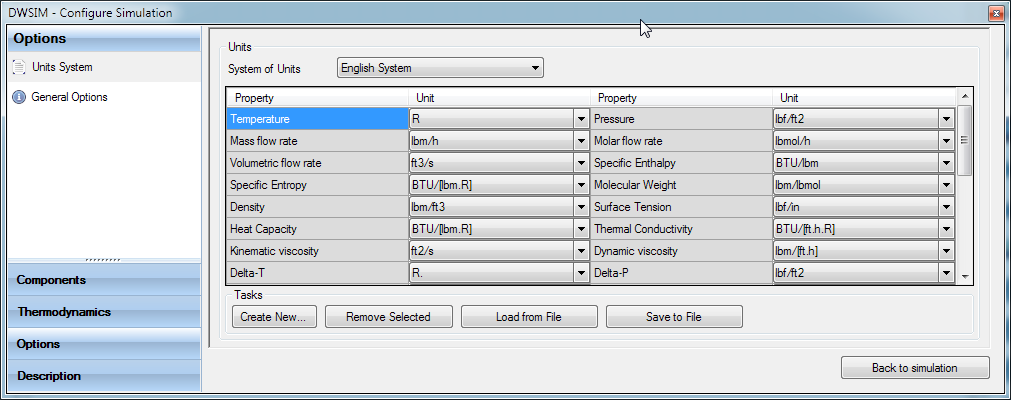 DWSIM - Configure Simulation
Options
Units System
General Options
Components
Thermodynamics
Options
Description
Units
System of Units English System
Property Unit Property Unit
Temperature R Pressure lbf/ft2
Mass flow rate lbm/h Molar flow rate lbmol/h
Volumetric flow rate ft3/s Specific Enthalpy BTU/lbm
Specific Entropy BTU/[lbm.R] Molecular Weight lbm/lbmol
Density lbm/ft3 Surface Tension lbf/in
Heat Capacity BTU/[lbm.R] Thermal Conductivity BTU/[ft.h.R]
Kinematic viscosity ft2/s Dynamic viscosity lbm/[ft.h]
Delta-T R. Delta-P lbf/ft2
Tasks
Create New... Remove Selected Load from File Save to File
Back to simulation